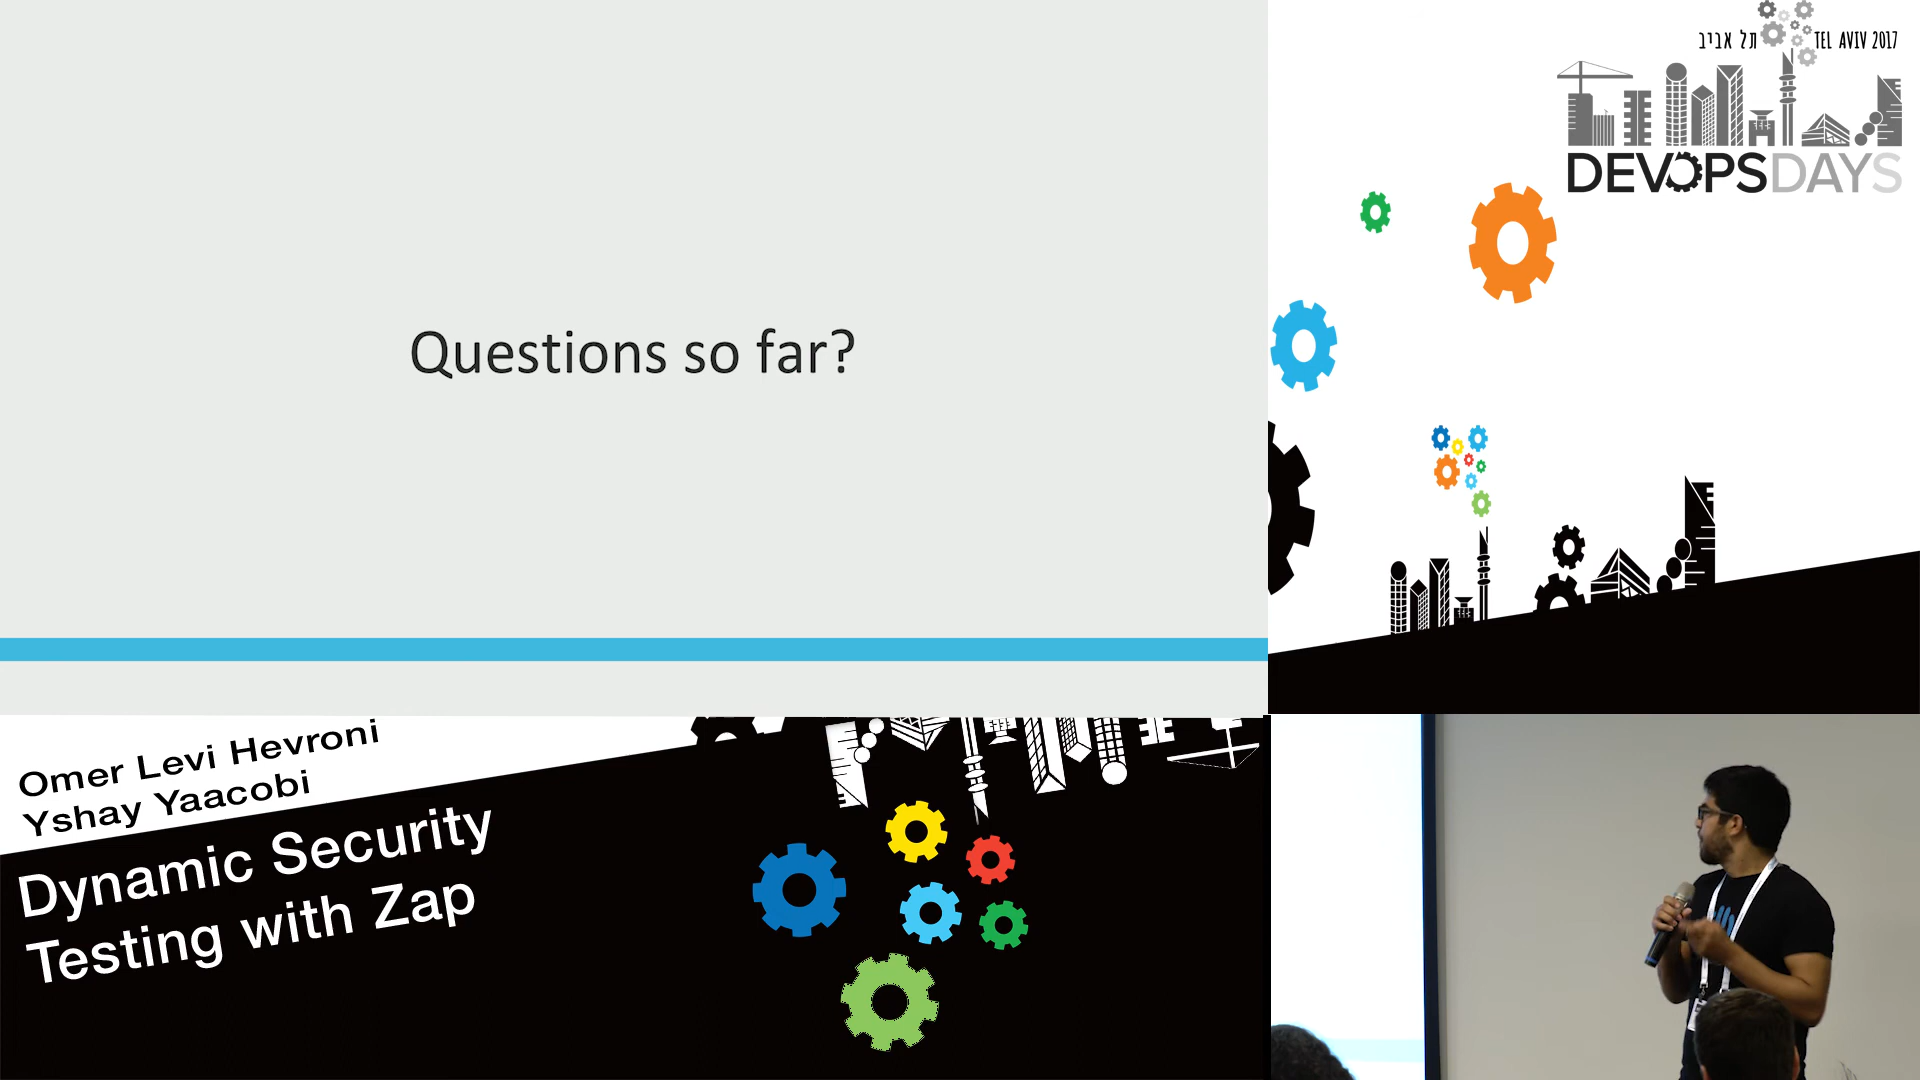 Questions so far?
תל אביב TEL AVIV 2017
DEVOPSDAYS
Omer Levi Hevroni
Yshay Yaacobi
Dynamic Security
Testing with Zap